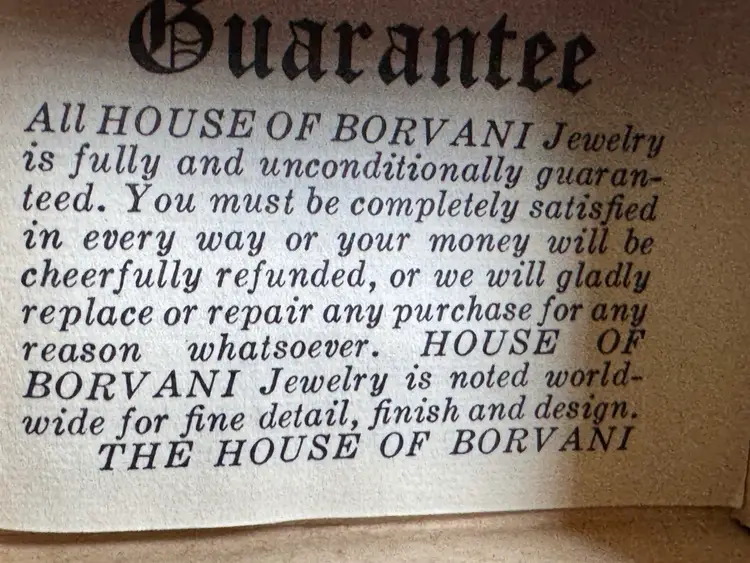 Guarantee
All HOUSE OF BORVANI Jewelry
is fully and unconditionally guaran-
teed. You must be completely satisfied
in every way or your money will be
cheerfully refunded, or we will gladly
replace or repair any purchase for any
reason whatsoever. HOUSE OF
BORVANI Jewelry is noted world-
wide for fine detail, finish and design.
THE HOUSE OF BORVANI